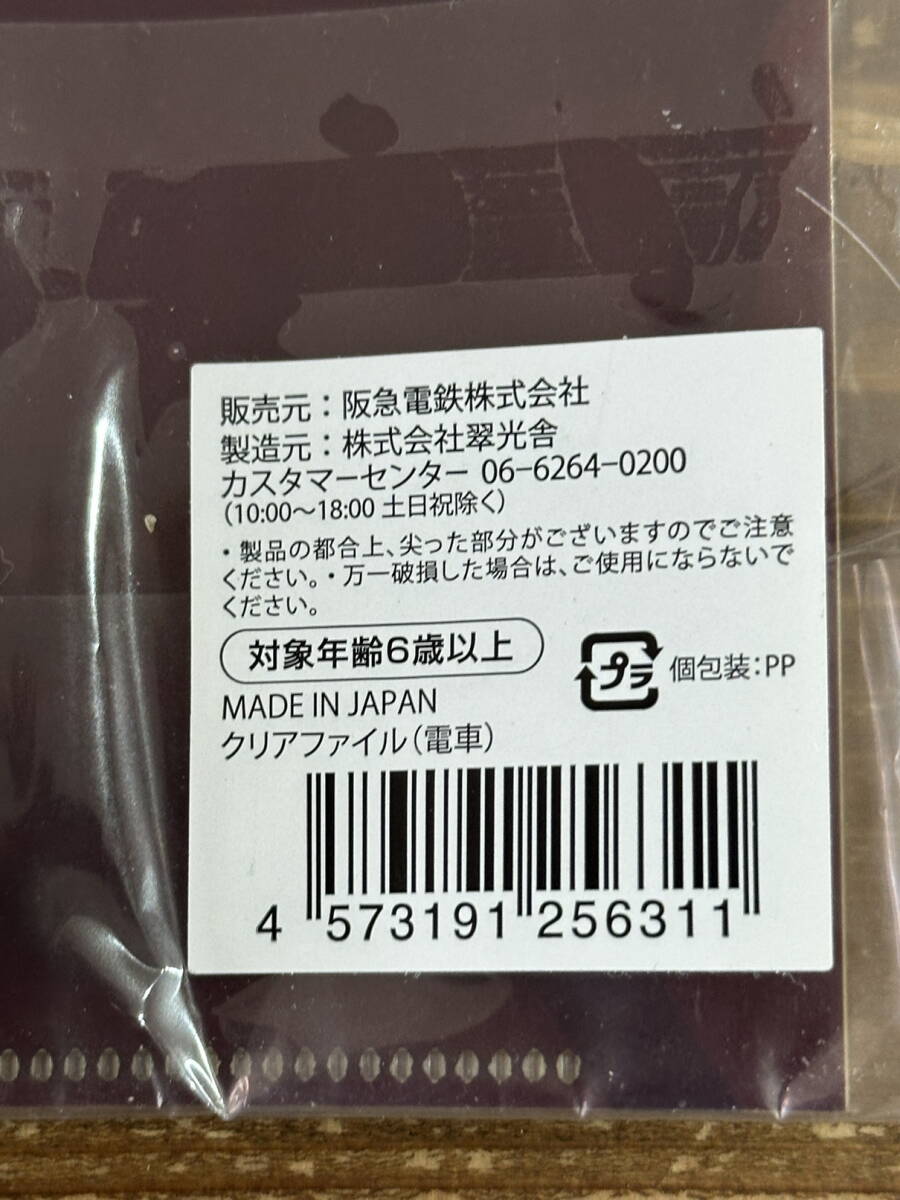 販売元：阪急電鉄株式会社
製造元：株式会社翠光舎
カスタマーセンター 06-6264-0200
（10:00～18:00 土日祝除く）
・製品の都合上、尖った部分がございますのでご注意
ください。・万一破損した場合は、ご使用にならないで
ください。
対象年齢6歳以上
プラ 個包装：PP
MADE IN JAPAN
クリアファイル（電車）
4 573191 256311